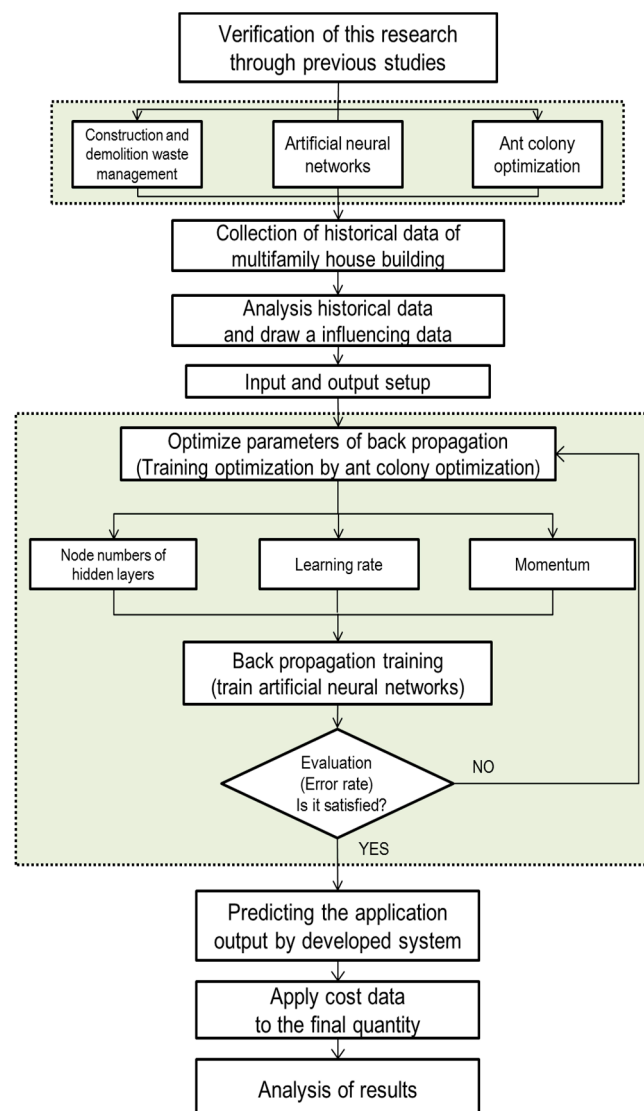 Verification of this research
through previous studies
Construction and
demolition waste
management
Artificial neural
networks
Ant colony
optimization
Collection of historical data of
multifamily house building
Analysis historical data
and draw a influencing data
Input and output setup
Optimize parameters of back propagation
(Training optimization by ant colony optimization)
Node numbers of
hidden layers
Learning rate
Momentum
Back propagation training
(train artificial neural networks)
Evaluation
(Error rate)
Is it satisfied?
NO
YES
Predicting the application
output by developed system
Apply cost data
to the final quantity
Analysis of results